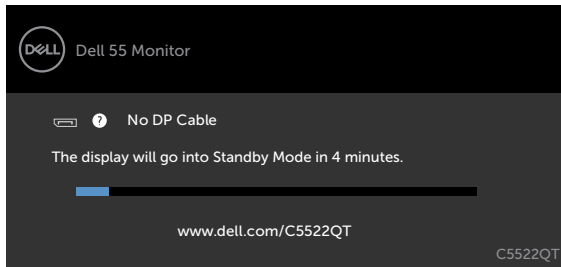 DELL
Dell 55 Monitor
? No DP Cable
The display will go into Standby Mode in 4 minutes.
www.dell.com/C5522QT
C5522QT